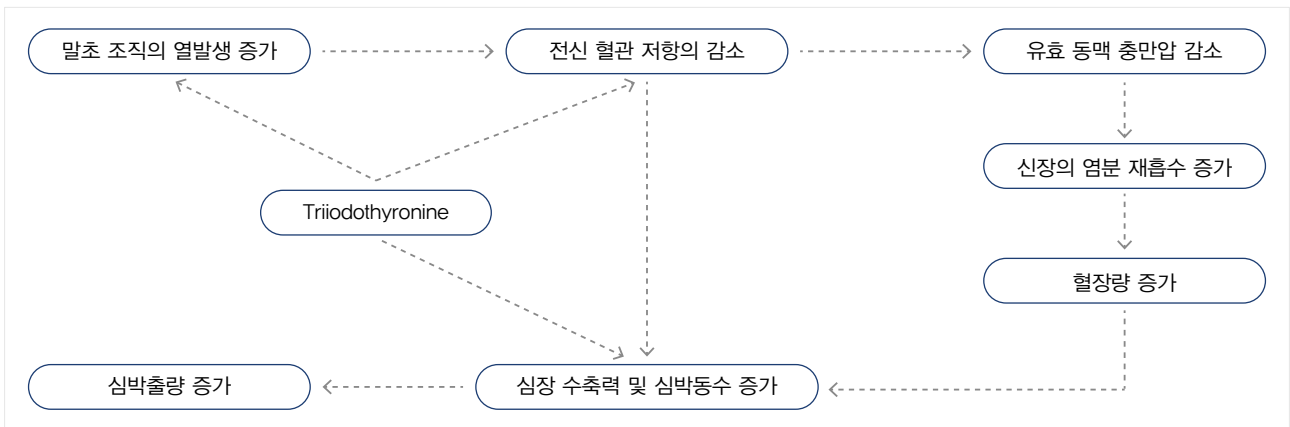 말초 조직의 열발생 증가
전신 혈관 저항의 감소
유효 동맥 충만압 감소
신장의 염분 재흡수 증가
Triiodothyronine
혈장량 증가
심박출량 증가
심장 수축력 및 심박동수 증가